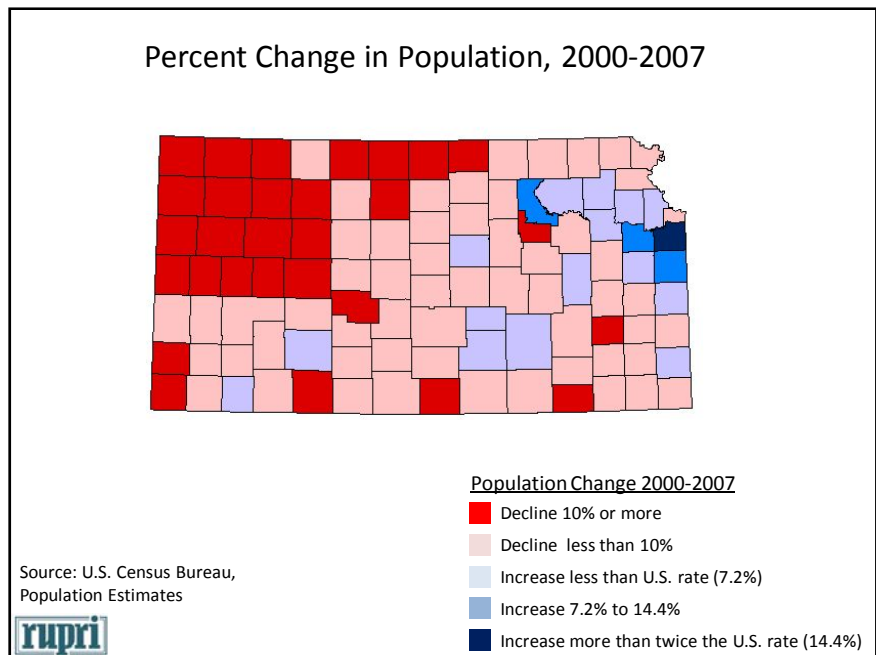 Percent Change in Population, 2000-2007
Population Change 2000-2007
Decline 10% or more
Decline less than 10%
Increase less than U.S. rate (7.2%)
Increase 7.2% to 14.4%
Increase more than twice the U.S. rate (14.4%)
Source: U.S. Census Bureau,
Population Estimates
rupri